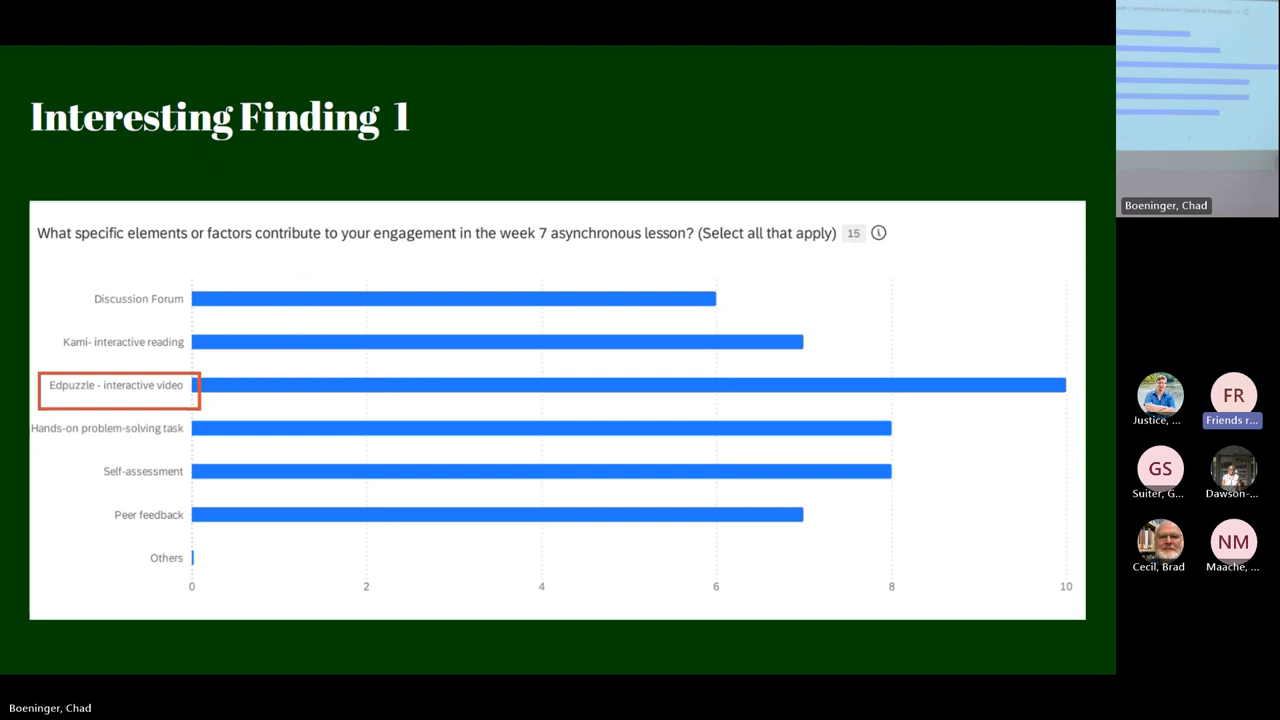 Interesting Finding 1
What specific elements or factors contribute to your engagement in the week 7 asynchronous lesson? (Select all that apply) 15
Discussion Forum
Kami- interactive reading
Edpuzzle - interactive video
Hands-on problem-solving task
Self-assessment
Peer feedback
Others
0 2 4 6 8 10
Boeninger, Chad
Justice, ...
FR
Friends r...
GS
Suiter, G...
Dawson-...
Cecil, Brad
NM
Maache, ...
Boeninger, Chad